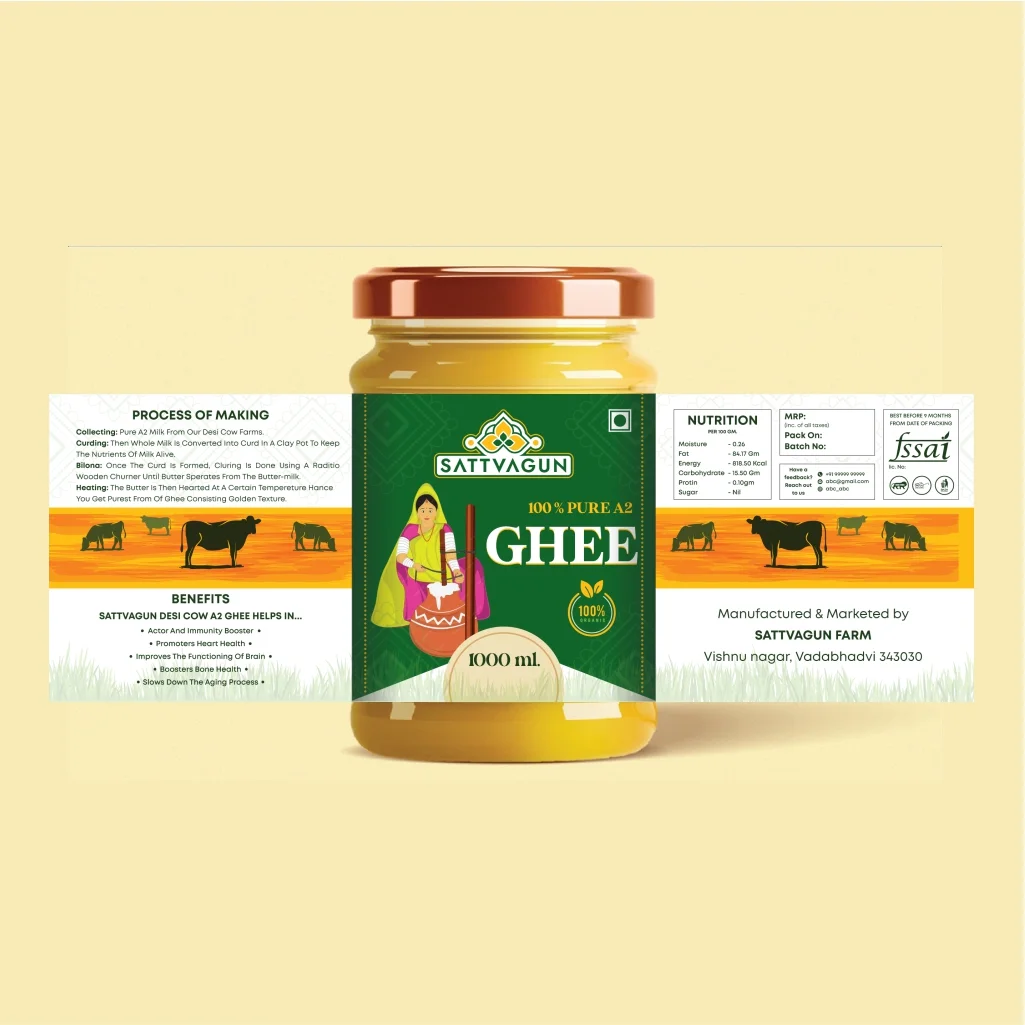 PROCESS OF MAKING
Collecting: Pure A2 Milk From Our Desi Cow Farms.
Curding: Then Whole Milk Is Converted Into Curd In A Clay Pot To Keep
The Nutrients Of Milk Alive.
Bilona: Once The Curd Is Formed, Cluring Is Done Using A Raditio
Wooden Churner Until Butter Sperates From The Butter-milk.
Heating: The Butter Is Then Hearted At A Certain Tempereture Hance
You Get Purest From Of Ghee Consisting Golden Texture.
BENEFITS
SATTVAGUN DESI COW A2 GHEE HELPS IN...
• Actor And Immunity Booster •
• Promoters Heart Health •
• Improves The Functioning Of Brain •
• Boosters Bone Health •
• Slows Down The Aging Process •
SATTVAGUN
100 % PURE A2
GHEE
100%
ORGANIC
1000 ml.
NUTRITION
PER 100 GM.
Moisture - 0.26
Fat - 84.17 Gm
Energy - 818.50 Kcal
Carbohydrate - 15.50 Gm
Protin - 0.10gm
Sugar - Nil
MRP:
(inc. of all taxes)
Pack On:
Batch No:
Have a
feedback?
Reach out
to us
+91 99999 99999
abc@gmail.com
abc_abc
BEST BEFORE 9 MONTHS
FROM DATE OF PACKING
fssai
lic. No:
Manufactured & Marketed by
SATTVAGUN FARM
Vishnu nagar, Vadabhadvi 343030